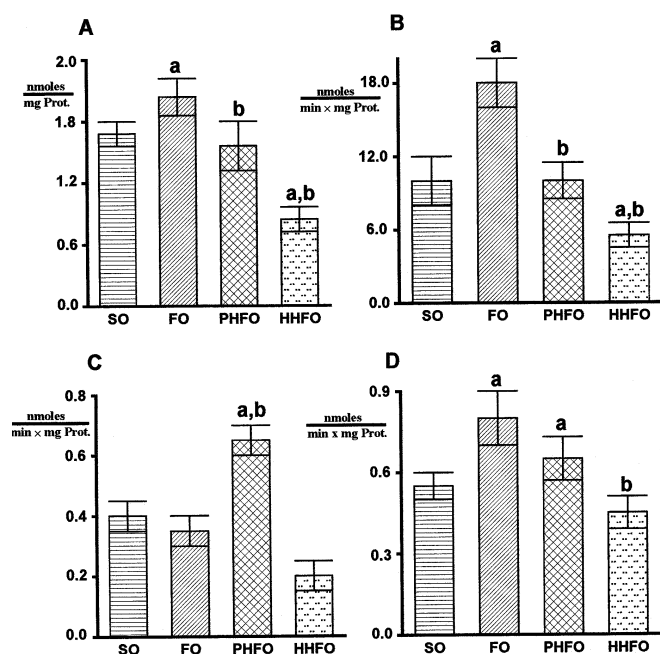 A
nmoles
mg Prot.
2.0
1.8
1.2
0.6
0.0
a
b
a,b
SO FO PHFO HHFO
B
nmoles
min × mg Prot.
18.0
12.0
6.0
0.0
a
b
a,b
SO FO PHFO HHFO
C
nmoles
min × mg Prot.
0.8
0.6
0.4
0.2
0.0
a,b
SO FO PHFO HHFO
D
nmoles
min x mg Prot.
0.9
0.6
0.3
0.0
a
a
b
SO FO PHFO HHFO